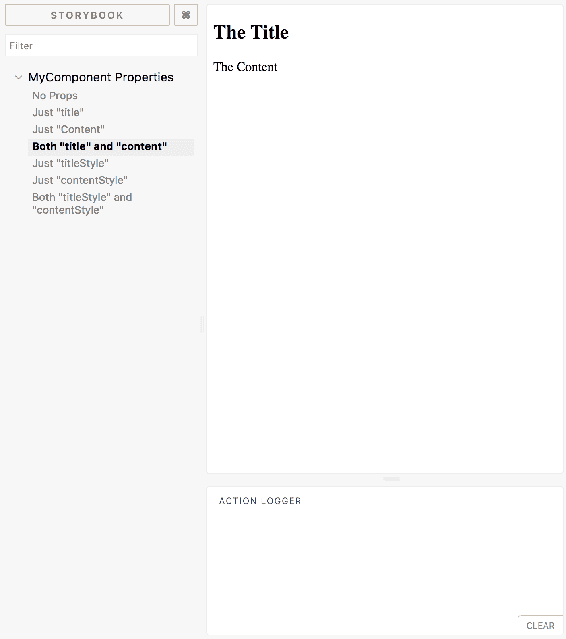 STORYBOOK
⌘
Filter
MyComponent Properties
No Props
Just "title"
Just "Content"
Both "title" and "content"
Just "titleStyle"
Just "contentStyle"
Both "titleStyle" and
"contentStyle"
The Title
The Content
ACTION LOGGER
CLEAR